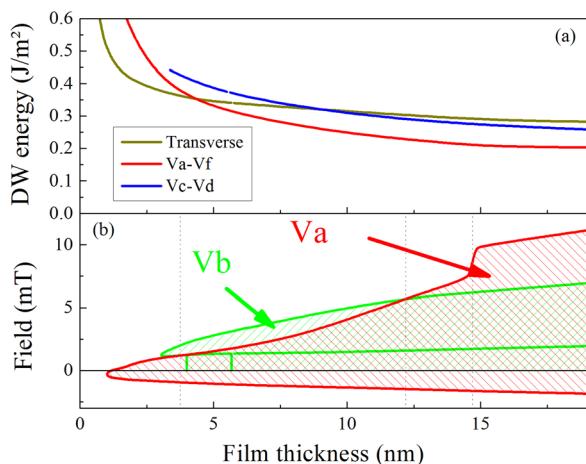 0.6
0.5
0.4
0.3
0.2
0.1
0.0
DW energy (J/m²)
(a)
Transverse
Va-Vf
Vc-Vd
(b)
Va
Vb
10
5
0
Field (mT)
0 5 10 15
Film thickness (nm)